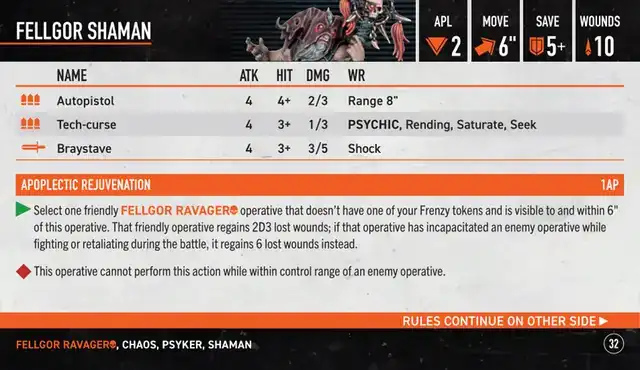 FELLGOR SHAMAN
APL
2
MOVE
6"
SAVE
5+
WOUNDS
10
NAME ATK HIT DMG WR
Autopistol 4 4+ 2/3 Range 8"
Tech-curse 4 3+ 1/3 PSYCHIC, Rending, Saturate, Seek
Braystave 4 3+ 3/5 Shock
APOPLECTIC REJUVENATION 1AP
Select one friendly FELLGOR RAVAGER operative that doesn't have one of your Frenzy tokens and is visible to and within 6"
of this operative. That friendly operative regains 2D3 lost wounds; if that operative has incapacitated an enemy operative while
fighting or retaliating during the battle, it regains 6 lost wounds instead.
This operative cannot perform this action while within control range of an enemy operative.
RULES CONTINUE ON OTHER SIDE
FELLGOR RAVAGER, CHAOS, PSYKER, SHAMAN
32